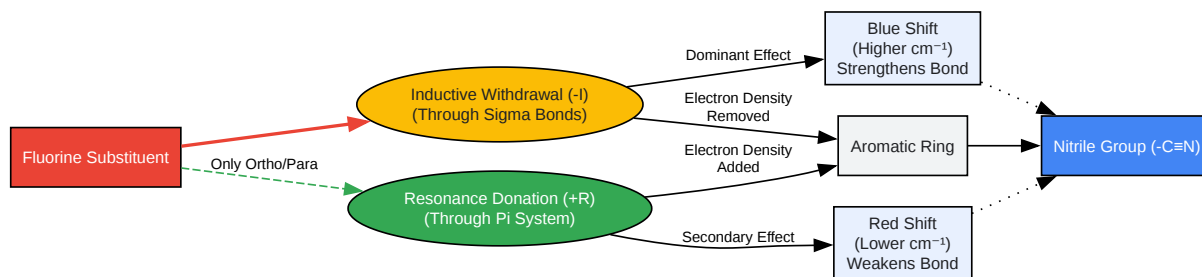 Fluorine Substituent
Only Ortho/Para
Inductive Withdrawal (-I)
(Through Sigma Bonds)
Resonance Donation (+R)
(Through Pi System)
Dominant Effect
Electron Density
Removed
Electron Density
Added
Secondary Effect
Blue Shift
(Higher cm⁻¹)
Strengthens Bond
Aromatic Ring
Red Shift
(Lower cm⁻¹)
Weakens Bond
Nitrile Group (-C≡N)